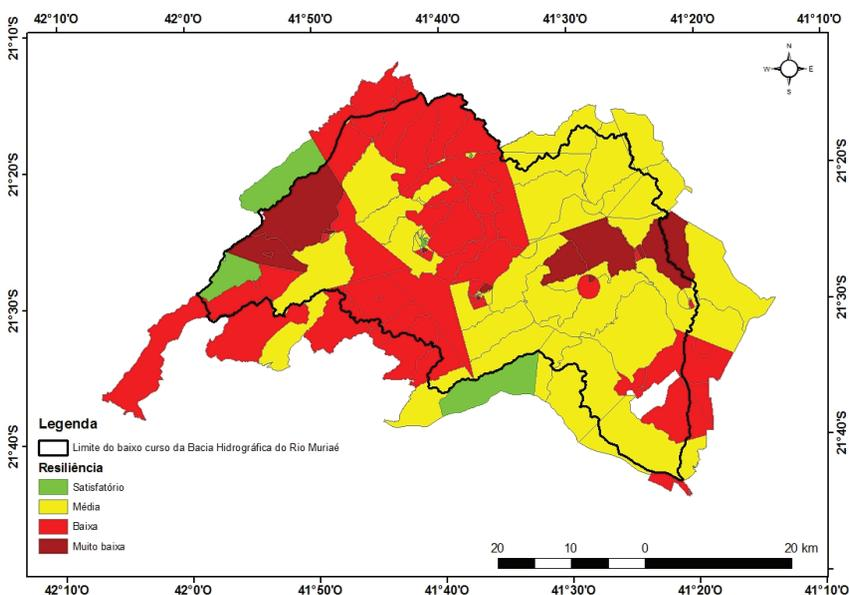 42°10'O 42°0'O 41°50'O 41°40'O 41°30'O 41°20'O 41°10'O
21°10'S
N
W E
S
21°20'S 21°20'S
21°30'S 21°30'S
21°40'S 21°40'S
Legenda
Limite do baixo curso da Bacia Hidrográfica do Rio Muriaé
Resiliência
Satisfatório
Média
Baixa
Muito baixa
20 10 0 20 km
42°10'O 42°0'O 41°50'O 41°40'O 41°30'O 41°20'O 41°10'O